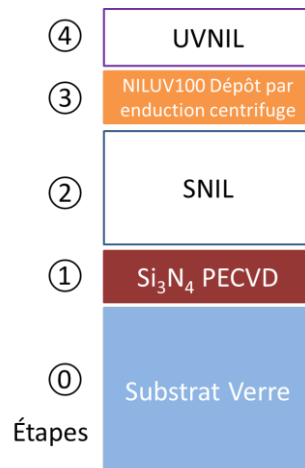 ④ UVNIL
③ NILUV100 Dépôt par
enduction centrifuge
② SNIL
① Si₃N₄ PECVD
⓪ Substrat Verre
Étapes